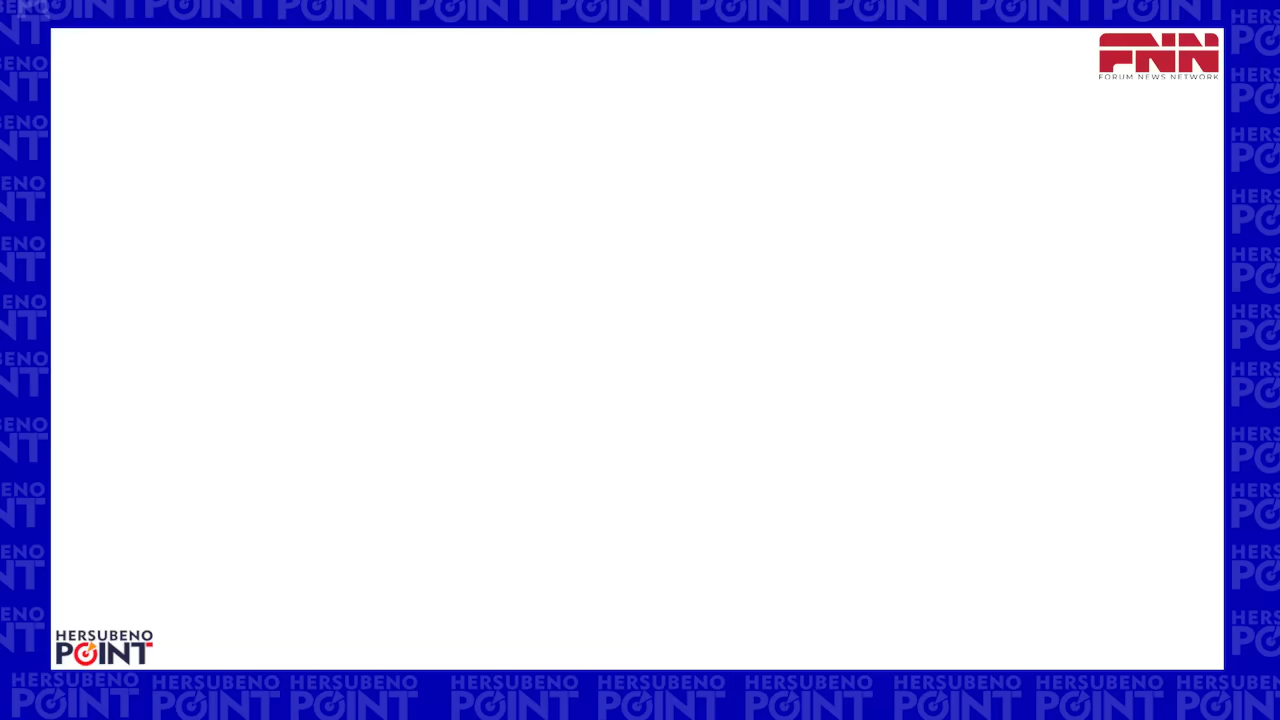 FNN
FORUM NEWS NETWORK
HERSUBENO
POINT
HERSUBENO HERSUBENO HERSUBENO HERSUBENO HERSUBENO HERSUBENO HERSUBENO HERSUBENO
POINT POINT POINT POINT POINT POINT POINT POINT